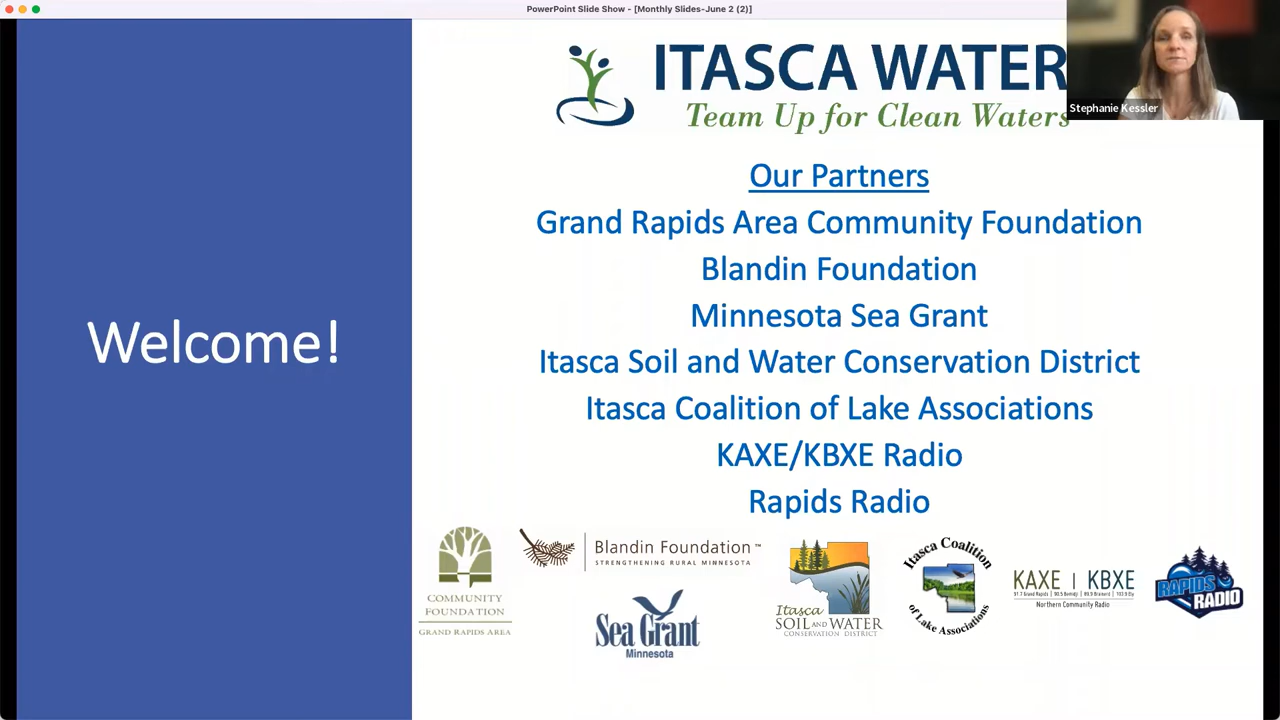 PowerPoint Slide Show - [Monthly Slides-June 2 (2)]
ITASCA WATER
Team Up for Clean Waters
Stephanie Kessler
Welcome!
Our Partners
Grand Rapids Area Community Foundation
Blandin Foundation
Minnesota Sea Grant
Itasca Soil and Water Conservation District
Itasca Coalition of Lake Associations
KAXE/KBXE Radio
Rapids Radio
COMMUNITY
FOUNDATION
GRAND RAPIDS AREA
Blandin Foundation™
STRENGTHENING RURAL MINNESOTA
Sea Grant
Minnesota
Itasca
SOIL AND WATER
CONSERVATION DISTRICT
Itasca Coalition
of Lake Associations
KAXE | KBXE
Northern Community Radio
RAPIDS
RADIO